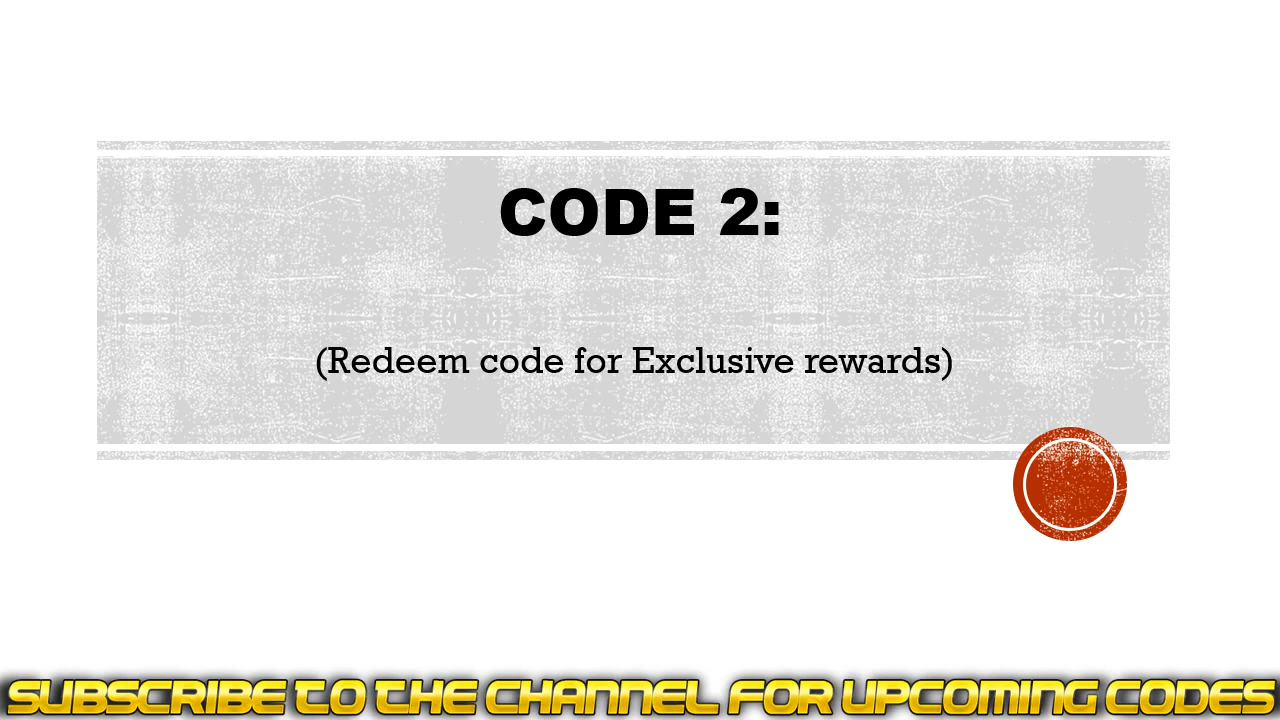 CODE 2:
(Redeem code for Exclusive rewards)
SUBSCRIBE TO THE CHANNEL FOR UPCOMING CODES